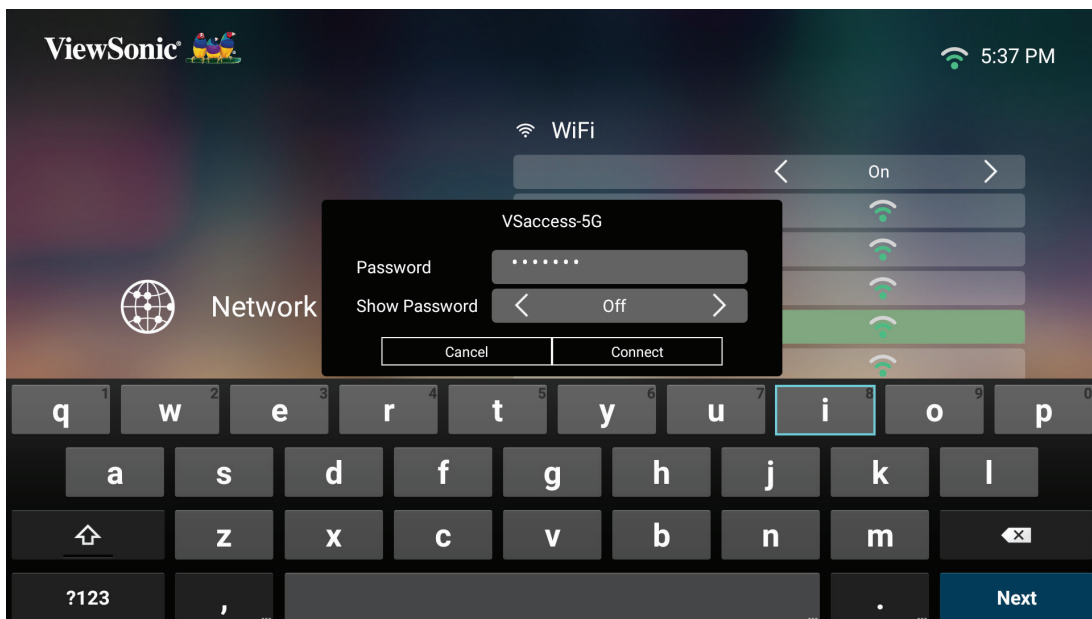 ViewSonic®
5:37 PM
WiFi
On
VSaccess-5G
Password •••••••
Show Password Off
Cancel Connect
Network
q 1 w 2 e 3 r 4 t 5 y 6 u 7 i 8 o 9 p 0
a s d f g h j k l
z x c v b n m
?123 , . Next